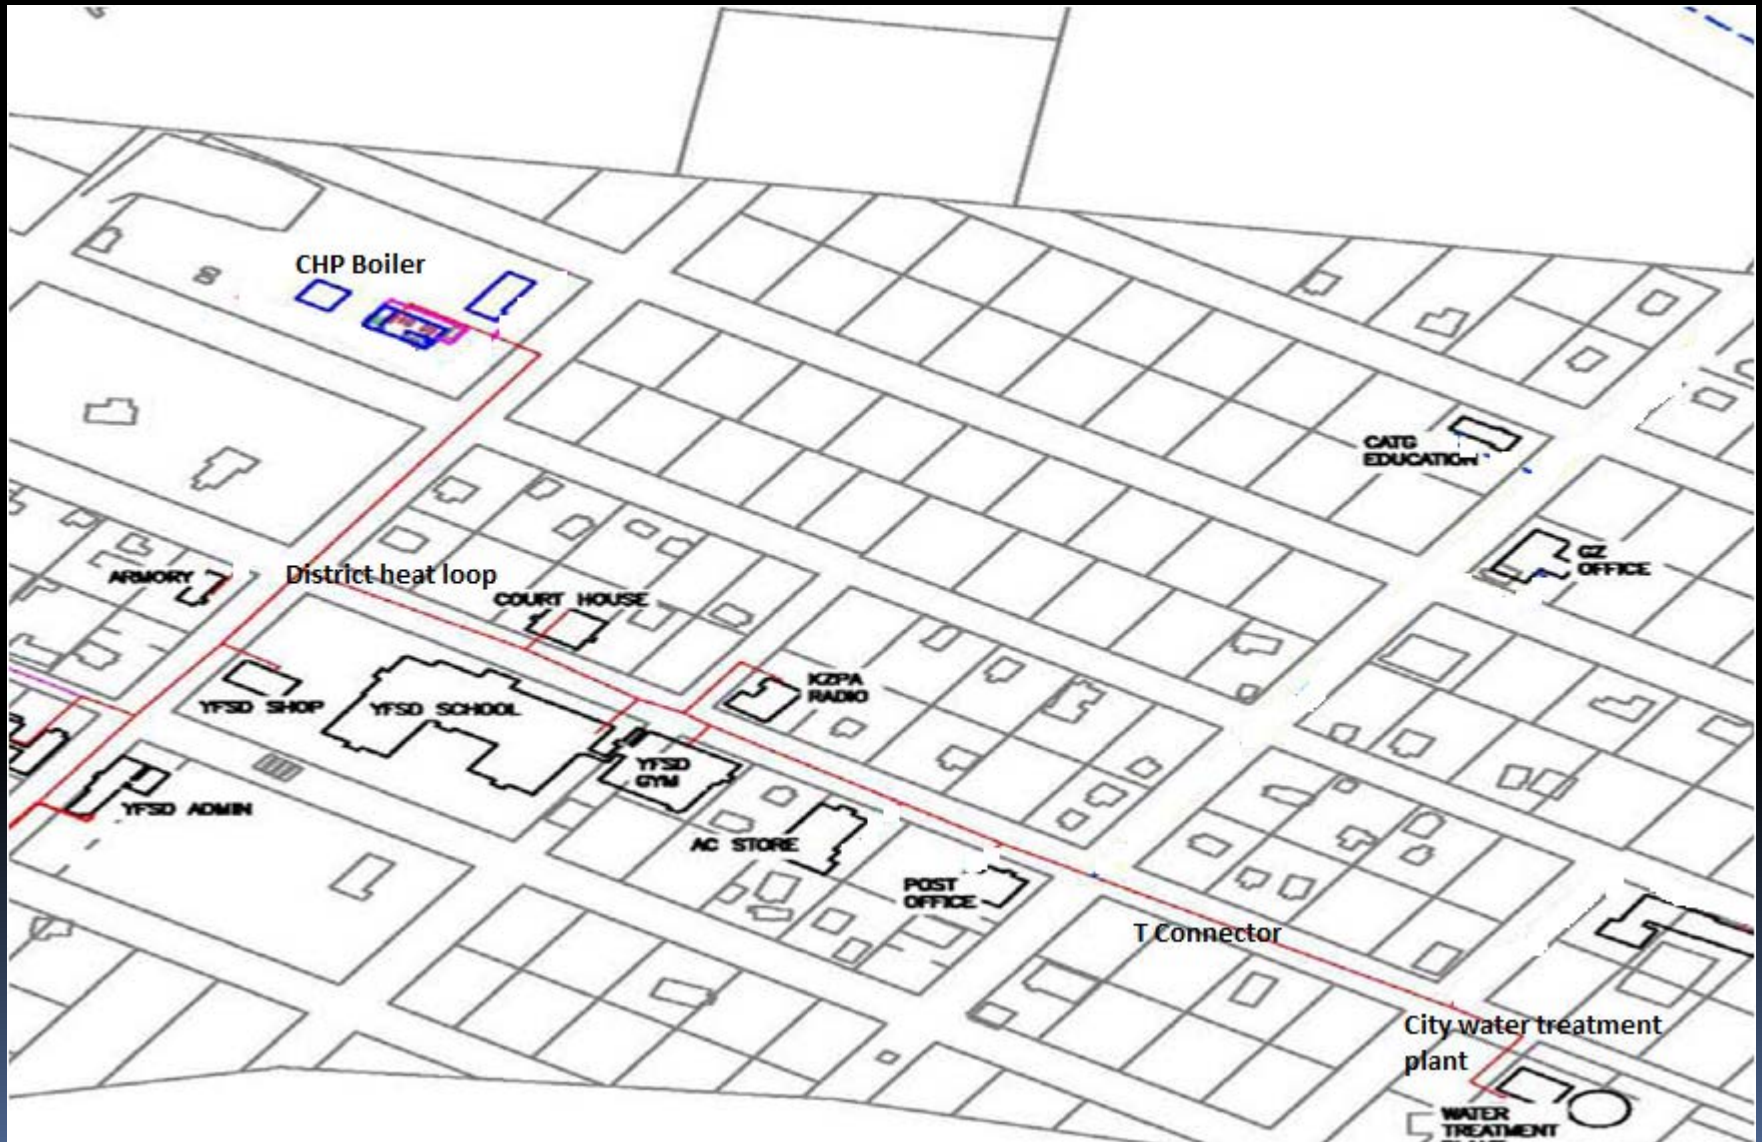 CHP Boiler
CATG
EDUCATION
GZ
OFFICE
ARMORY
District heat loop
COURT HOUSE
KZPA
RADIO
YFSD SHOP
YFSD SCHOOL
YFSD
GYM
YFSD ADMIN
AC STORE
POST
OFFICE
T Connector
City water treatment
plant
WATER
TREATMENT